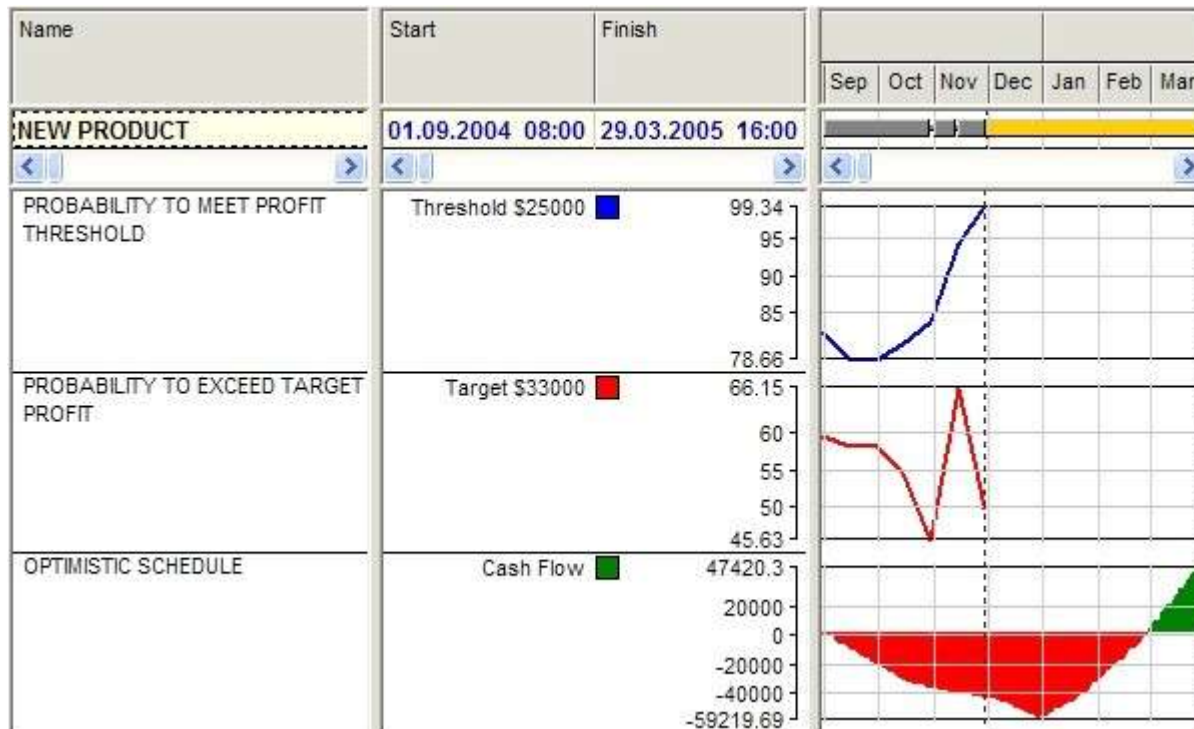 Name
Start
Finish
Sep Oct Nov Dec Jan Feb Mar
NEW PRODUCT
01.09.2004 08:00
29.03.2005 16:00
PROBABILITY TO MEET PROFIT
THRESHOLD
Threshold $25000
99.34
95
90
85
78.66
PROBABILITY TO EXCEED TARGET
PROFIT
Target $33000
66.15
60
55
50
45.63
OPTIMISTIC SCHEDULE
Cash Flow
47420.3
20000
0
-20000
-40000
-59219.69